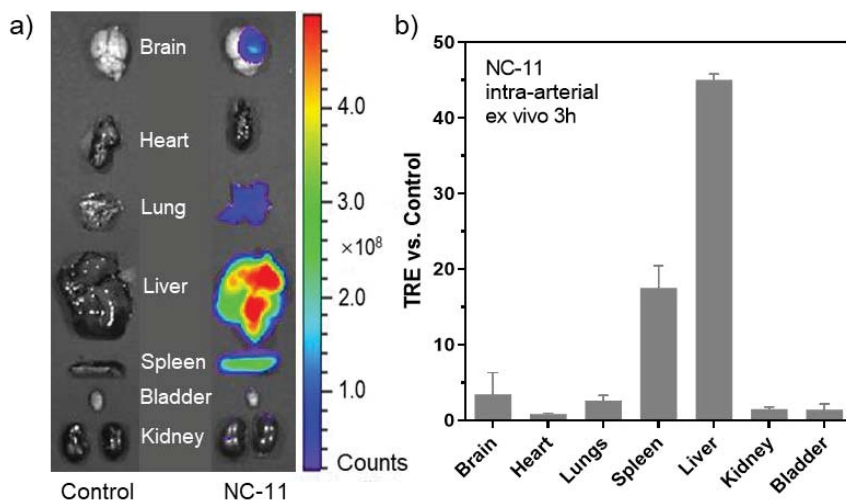 a)
Brain
Heart
Lung
Liver
Spleen
Bladder
Kidney
Control
NC-11
4.0
3.0
×10⁸
2.0
1.0
Counts
b)
NC-11
intra-arterial
ex vivo 3h
TRE vs. Control
50
40
30
20
10
0
Brain
Heart
Lungs
Spleen
Liver
Kidney
Bladder